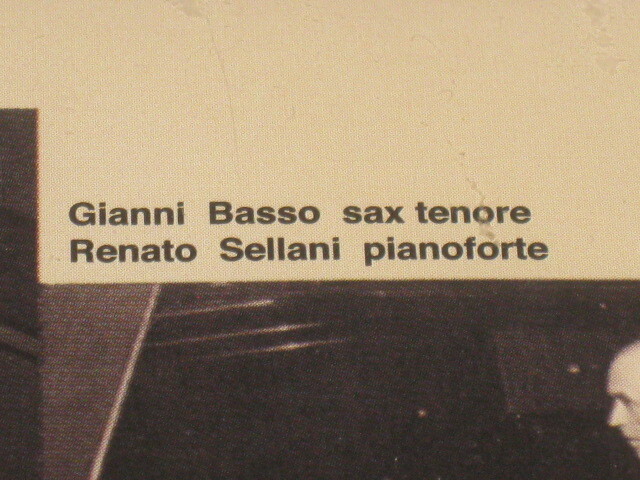 Gianni Basso sax tenore
Renato Sellani pianoforte